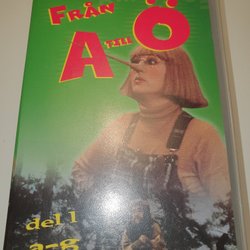 FRÅN
A TILL Ö
del 1
a-g